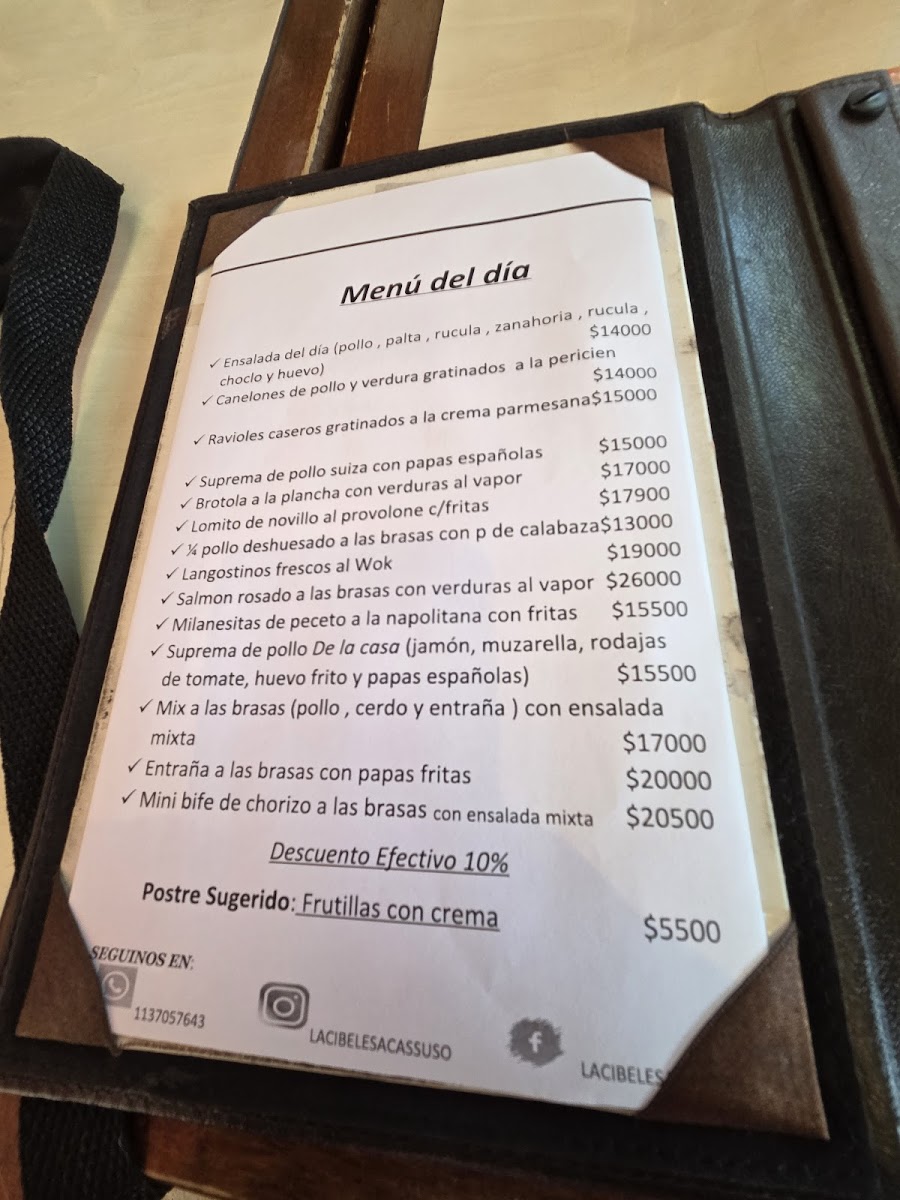 Menú del día
✓ Ensalada del día (pollo , palta , rucula , zanahoria , rucula ,
choclo y huevo) $14000
✓ Canelones de pollo y verdura gratinados a la pericien
$14000
✓ Ravioles caseros gratinados a la crema parmesana$15000
✓ Suprema de pollo suiza con papas españolas $15000
✓ Brotola a la plancha con verduras al vapor $17000
✓ Lomito de novillo al provolone c/fritas $17900
✓ ¼ pollo deshuesado a las brasas con p de calabaza$13000
✓ Langostinos frescos al Wok $19000
✓ Salmon rosado a las brasas con verduras al vapor $26000
✓ Milanesitas de peceto a la napolitana con fritas $15500
✓ Suprema de pollo De la casa (jamón, muzarella, rodajas
de tomate, huevo frito y papas españolas) $15500
✓ Mix a las brasas (pollo , cerdo y entraña ) con ensalada
mixta $17000
✓ Entraña a las brasas con papas fritas $20000
✓ Mini bife de chorizo a las brasas con ensalada mixta $20500
Descuento Efectivo 10%
Postre Sugerido: Frutillas con crema $5500
SEGUINOS EN:
1137057643
LACIBELESACASSUSO
LACIBELES